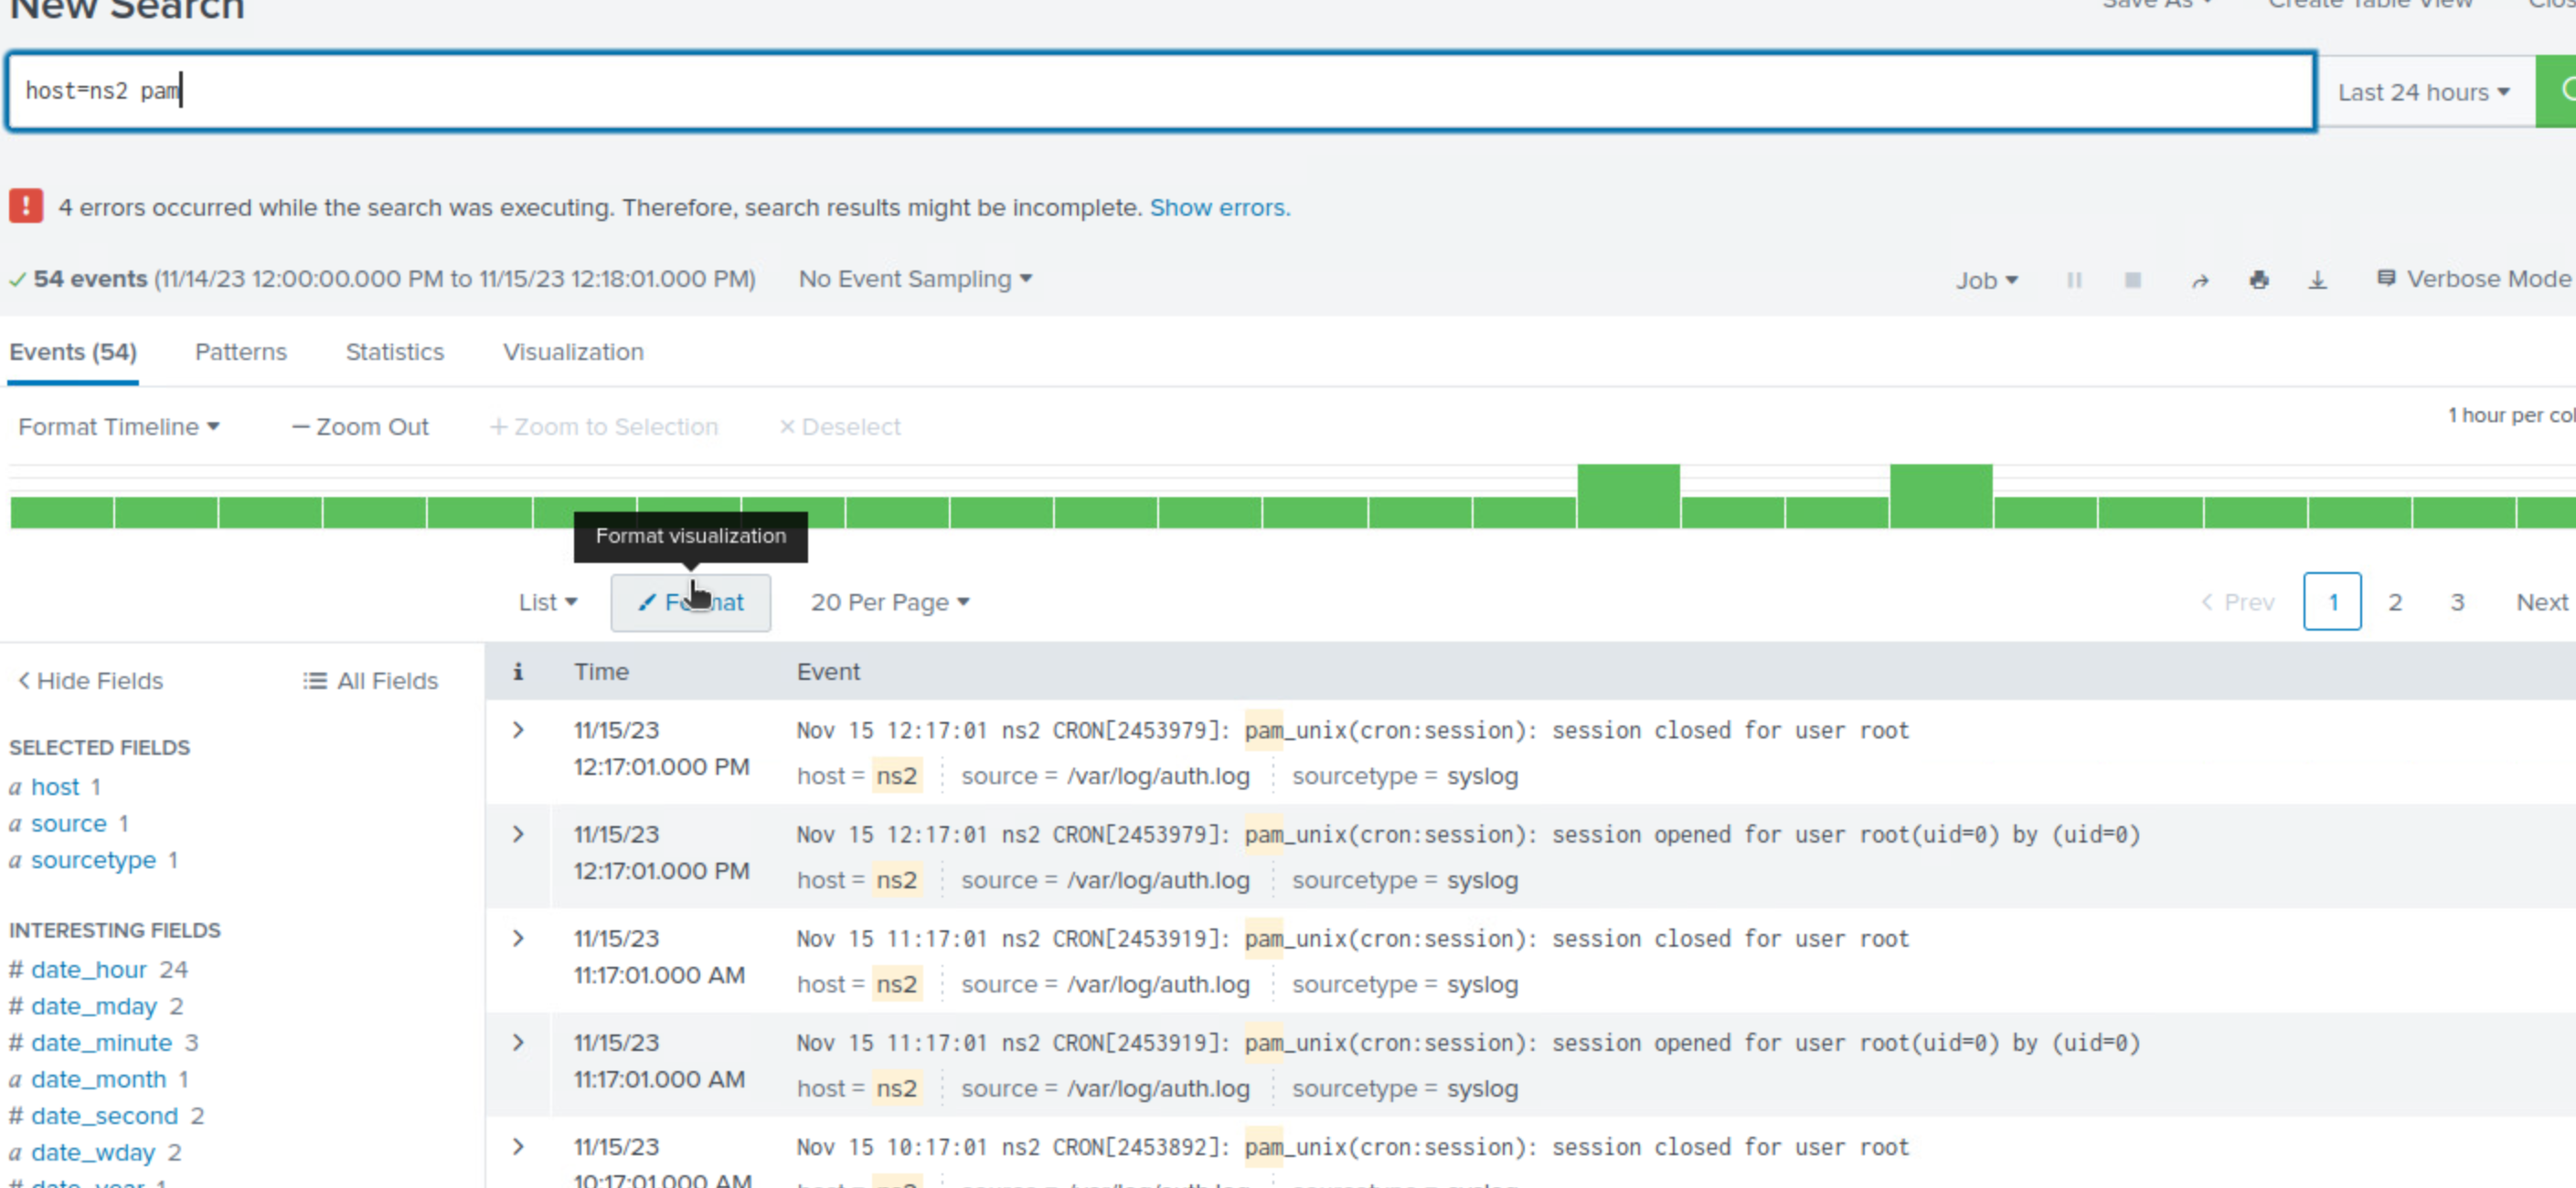 New Search
Save As
Create Table View
Clos
host=ns2 pam
Last 24 hours
4 errors occurred while the search was executing. Therefore, search results might be incomplete. Show errors.
54 events (11/14/23 12:00:00.000 PM to 11/15/23 12:18:01.000 PM)
No Event Sampling
Job
Verbose Mode
Events (54)
Patterns
Statistics
Visualization
Format Timeline
— Zoom Out
+ Zoom to Selection
× Deselect
1 hour per col
Format visualization
List
Format
20 Per Page
< Prev
1
2
3
Next
< Hide Fields
All Fields
i
Time
Event
SELECTED FIELDS
a host 1
a source 1
a sourcetype 1
INTERESTING FIELDS
# date_hour 24
# date_mday 2
# date_minute 3
a date_month 1
# date_second 2
a date_wday 2
# date_year 1
11/15/23
12:17:01.000 PM
Nov 15 12:17:01 ns2 CRON[2453979]: pam_unix(cron:session): session closed for user root
host = ns2 source = /var/log/auth.log sourcetype = syslog
11/15/23
12:17:01.000 PM
Nov 15 12:17:01 ns2 CRON[2453979]: pam_unix(cron:session): session opened for user root(uid=0) by (uid=0)
host = ns2 source = /var/log/auth.log sourcetype = syslog
11/15/23
11:17:01.000 AM
Nov 15 11:17:01 ns2 CRON[2453919]: pam_unix(cron:session): session closed for user root
host = ns2 source = /var/log/auth.log sourcetype = syslog
11/15/23
11:17:01.000 AM
Nov 15 11:17:01 ns2 CRON[2453919]: pam_unix(cron:session): session opened for user root(uid=0) by (uid=0)
host = ns2 source = /var/log/auth.log sourcetype = syslog
11/15/23
10:17:01.000 AM
Nov 15 10:17:01 ns2 CRON[2453892]: pam_unix(cron:session): session closed for user root
host = ns2 source = /var/log/auth.log sourcetype = syslog